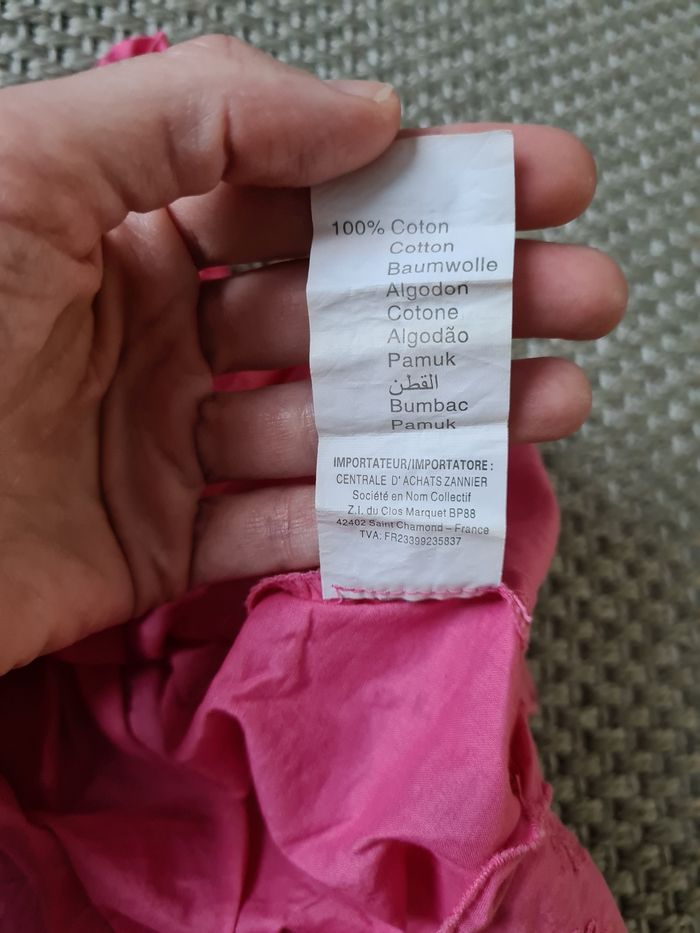 100% Coton
Cotton
Baumwolle
Algodon
Cotone
Algodão
Pamuk
القطن
Bumbac
Pamuk
IMPORTATEUR/IMPORTATORE :
CENTRALE D'ACHATS ZANNIER
Société en Nom Collectif
Z.I. du Clos Marquet BP88
42402 Saint Chamond – France
TVA: FR23399235837